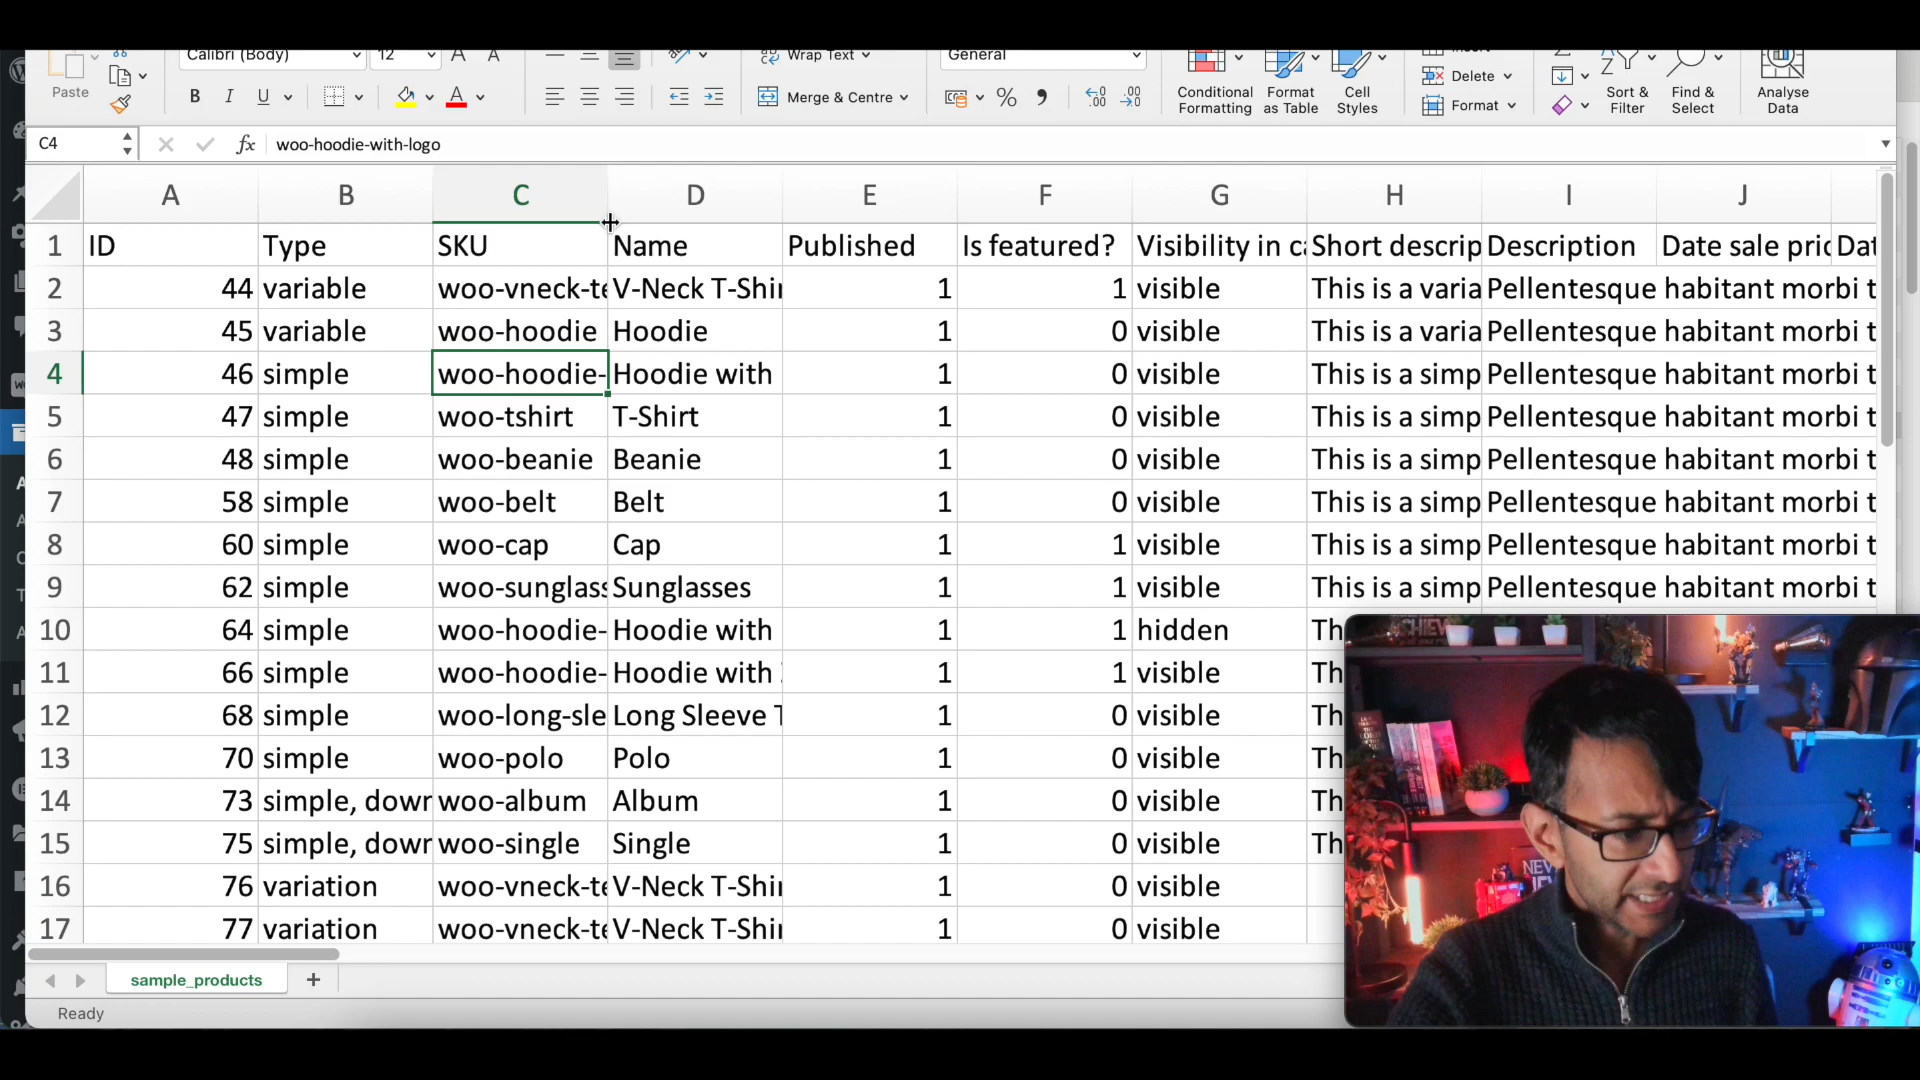 Calibri (Body) 12 A A Wrap Text General Delete
Paste B I U A Merge & Centre % Conditional Formatting Format as Table Cell Styles Format Sort & Filter Find & Select Analyse Data
C4 fx woo-hoodie-with-logo
A B C D E F G H I J
1 ID Type SKU Name Published Is featured? Visibility in ca Short descrip Description Date sale pric Dat
2 44 variable woo-vneck-te V-Neck T-Shi 1 1 visible This is a varia Pellentesque habitant morbi t
3 45 variable woo-hoodie Hoodie 1 0 visible This is a varia Pellentesque habitant morbi t
4 46 simple woo-hoodie- Hoodie with 1 0 visible This is a simp Pellentesque habitant morbi t
5 47 simple woo-tshirt T-Shirt 1 0 visible This is a simp Pellentesque habitant morbi t
6 48 simple woo-beanie Beanie 1 0 visible This is a simp Pellentesque habitant morbi t
7 58 simple woo-belt Belt 1 0 visible This is a simp Pellentesque habitant morbi t
8 60 simple woo-cap Cap 1 1 visible This is a simp Pellentesque habitant morbi t
9 62 simple woo-sunglass Sunglasses 1 1 visible This is a simp Pellentesque habitant morbi t
10 64 simple woo-hoodie- Hoodie with 1 1 hidden Th
11 66 simple woo-hoodie- Hoodie with 1 1 visible Th
12 68 simple woo-long-sle Long Sleeve T 1 0 visible Th
13 70 simple woo-polo Polo 1 0 visible Th
14 73 simple, dowr woo-album Album 1 0 visible Th
15 75 simple, dowr woo-single Single 1 0 visible Th
16 76 variation woo-vneck-te V-Neck T-Shi 1 0 visible
17 77 variation woo-vneck-te V-Neck T-Shi 1 0 visible
sample_products +
Ready